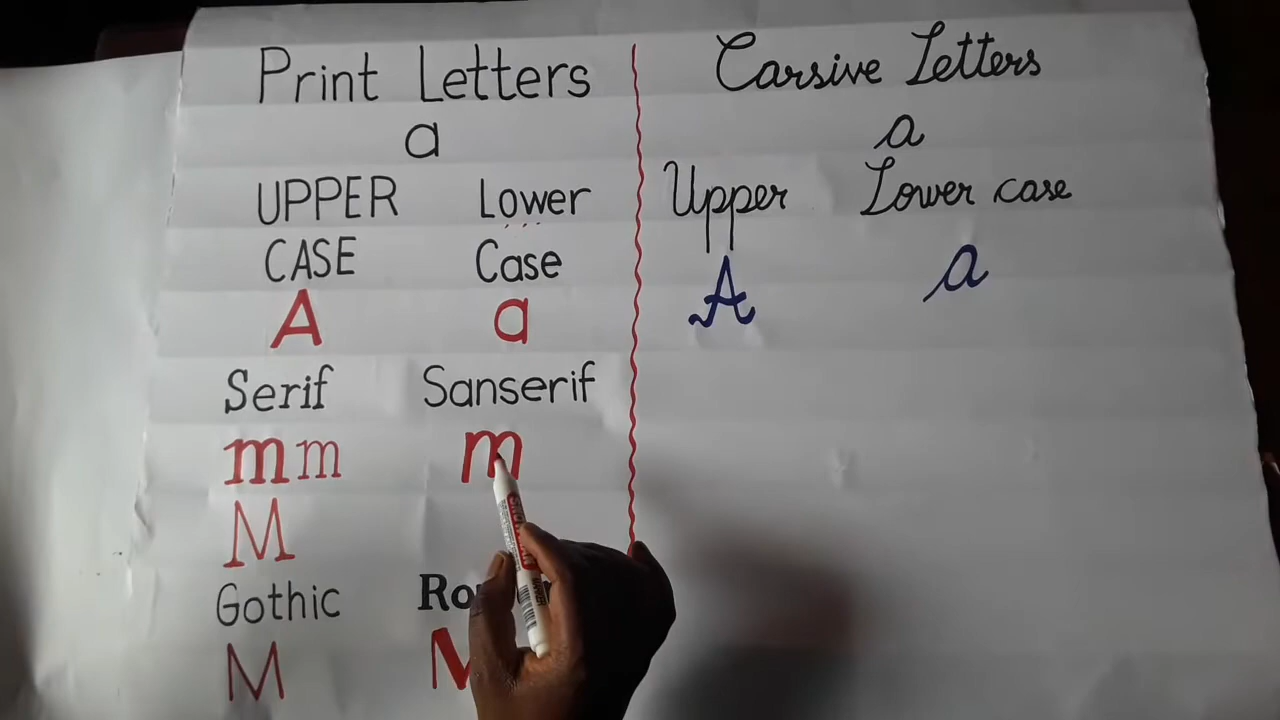 Print Letters
a
UPPER Lower
CASE Case
A a
Serif Sanserif
m m m
M
Gothic
M M
Carsive Letters
a
Upper Lower case
A a